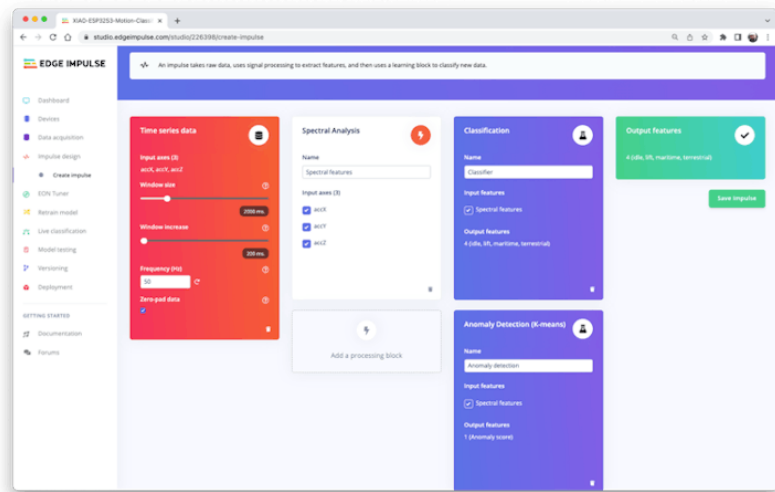 XIAO-ESP32S3-Motion-Classi
studio.edgeimpulse.com/studio/226398/create-impulse
EDGE IMPULSE
An impulse takes raw data, uses signal processing to extract features, and then uses a learning block to classify new data.
Dashboard
Devices
Data acquisition
Impulse design
Create impulse
EON Tuner
Retrain model
Live classification
Model testing
Versioning
Deployment
GETTING STARTED
Documentation
Forums
Time series data
Input axes (3)
accX, accY, accZ
Window size
2000 ms.
Window increase
200 ms.
Frequency (Hz)
50
Zero-pad data
Spectral Analysis
Name
Spectral features
Input axes (3)
accX
accY
accZ
Add a processing block
Classification
Name
Classifier
Input features
Spectral features
Output features
4 (idle, lift, maritime, terrestrial)
Anomaly Detection (K-means)
Name
Anomaly detection
Input features
Spectral features
Output features
1 (Anomaly score)
Output features
4 (idle, lift, maritime, terrestrial)
Save Impulse